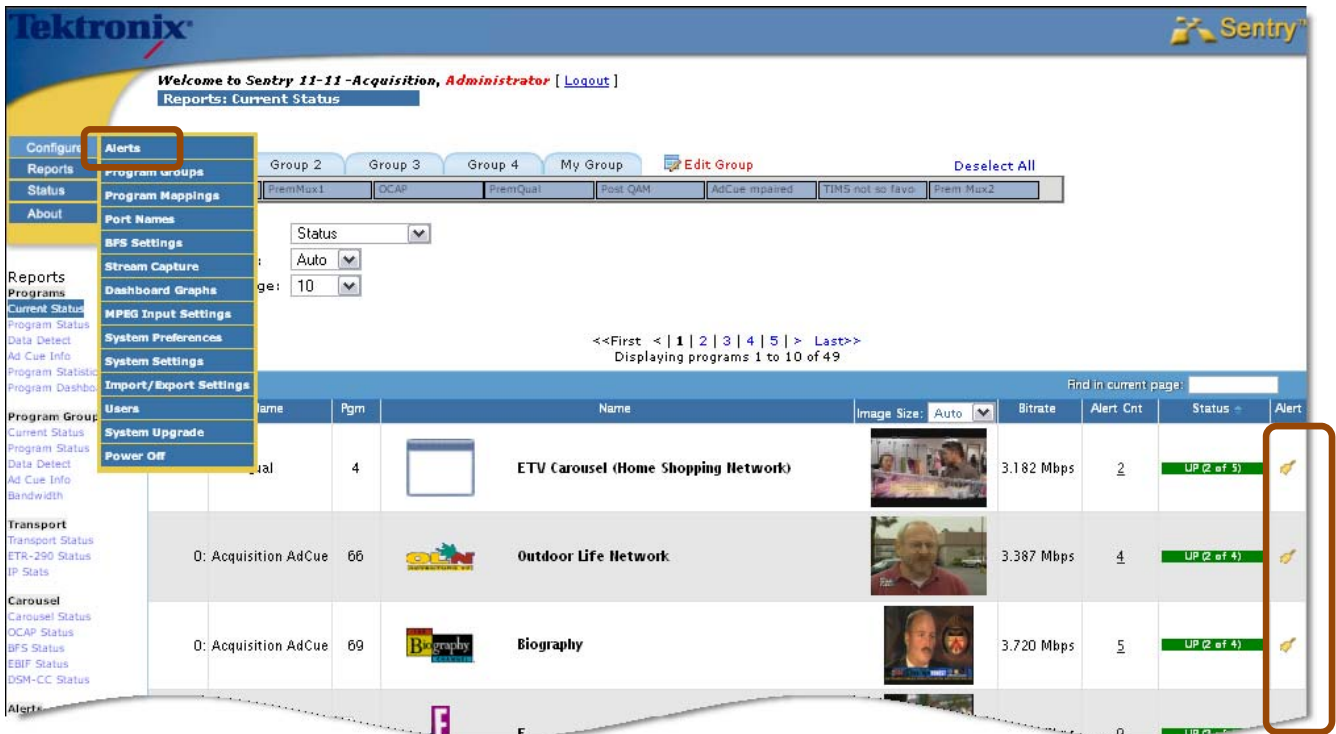 Tektronix
Sentry™
Welcome to Sentry 11-11 -Acquisition, Administrator [ Logout ]
Reports: Current Status
Configure
Reports
Status
About
Alerts
Program Groups
Program Mappings
Port Names
BFS Settings
Stream Capture
Dashboard Graphs
MPEG Input Settings
System Preferences
System Settings
Import/Export Settings
Users
System Upgrade
Power Off
Group 2 Group 3 Group 4 My Group Edit Group Deselect All
PremMux1 OCAP PremQual Post QAM AdCue mpaired TIMS not so favo Prem Mux2
Status
: Auto
ge: 10
<<First < | 1 | 2 | 3 | 4 | 5 | > Last>>
Displaying programs 1 to 10 of 49
Find in current page:
Reports
Programs
Current Status
Program Status
Data Detect
Ad Cue Info
Program Statistic
Program Dashbo
Program Group
Current Status
Program Status
Data Detect
Ad Cue Info
Bandwidth
Transport
Transport Status
ETR-290 Status
IP Stats
Carousel
Carousel Status
OCAP Status
BFS Status
EBIF Status
DSM-CC Status
Alerts
ame Pgm Name Image Size: Auto Bitrate Alert Cnt Status Alert
ual 4 ETV Carousel (Home Shopping Network) 3.182 Mbps 2 UP (2 of 5)
0: Acquisition AdCue 66 OLN Outdoor Life Network 3.387 Mbps 4 UP (2 of 4)
0: Acquisition AdCue 69 Biography Biography 3.720 Mbps 5 UP (2 of 4)